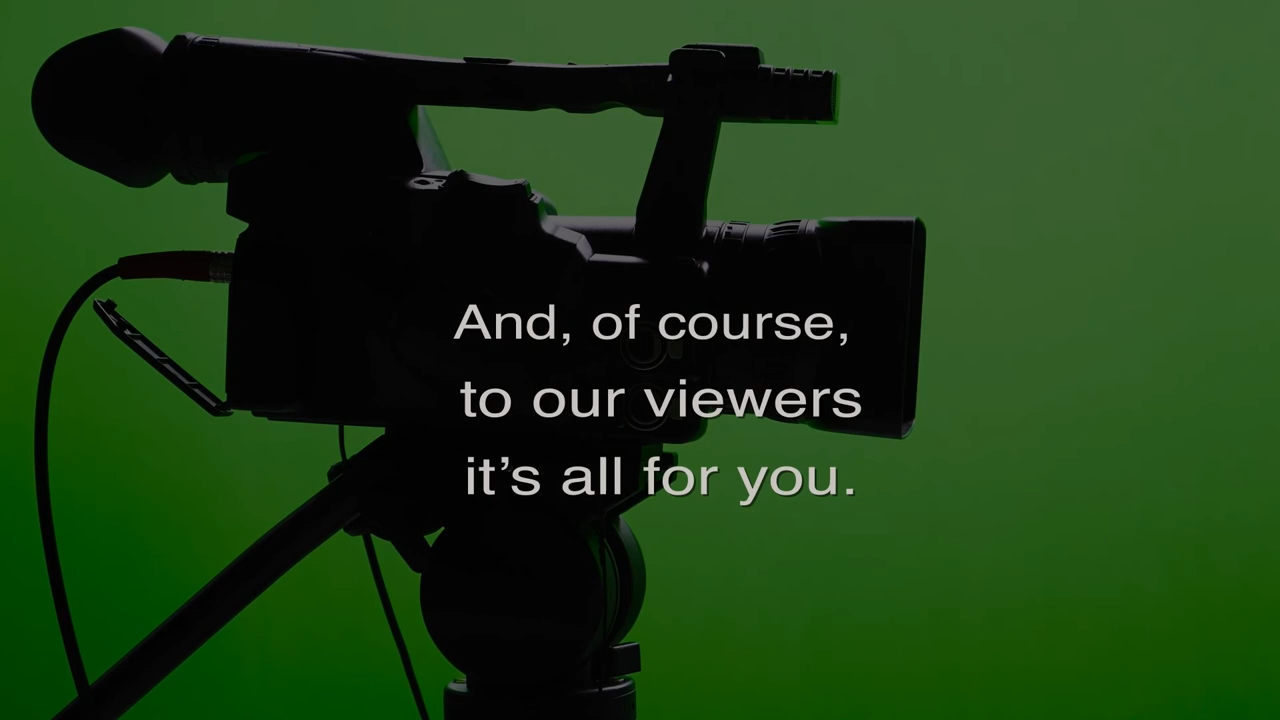 And, of course,
to our viewers
it’s all for you.